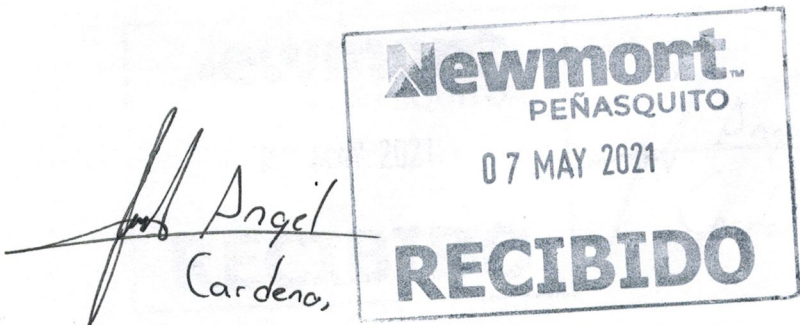 Newmont™
PEÑASQUITO
07 MAY 2021
RECIBIDO
Angel
Cardena,